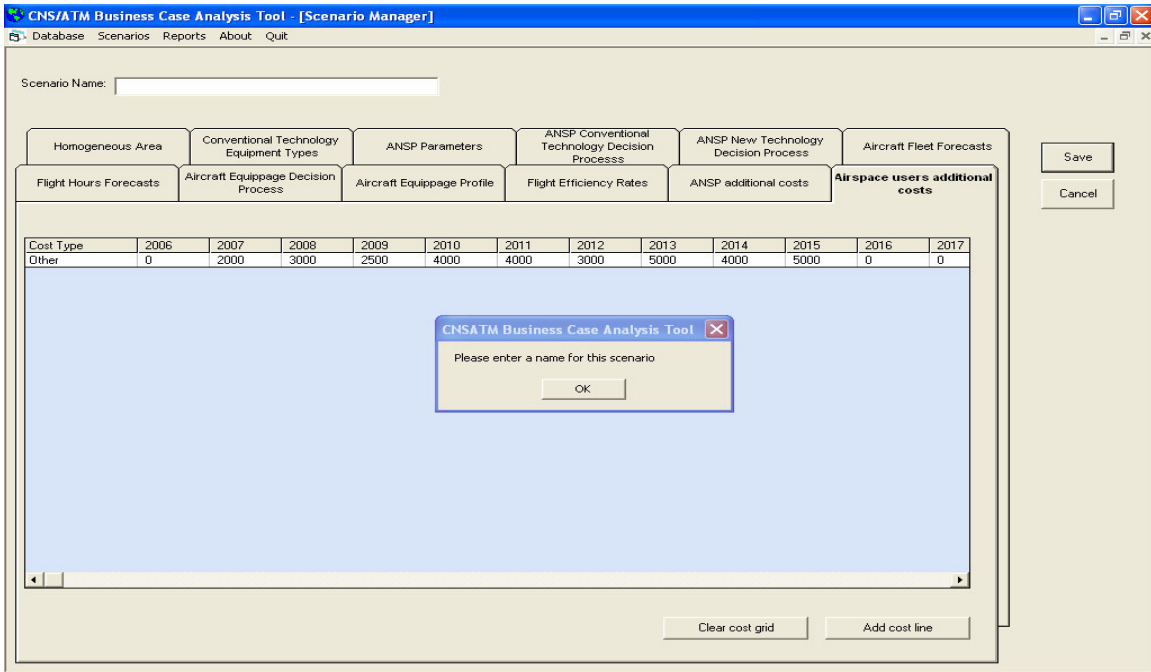 CNS/ATM Business Case Analysis Tool - [Scenario Manager]
Database Scenarios Reports About Quit
Scenario Name:
Homogeneous Area
Conventional Technology
Equipment Types
ANSP Parameters
ANSP Conventional
Technology Decision
Processs
ANSP New Technology
Decision Process
Aircraft Fleet Forecasts
Save
Flight Hours Forecasts
Aircraft Equippage Decision
Process
Aircraft Equippage Profile
Flight Efficiency Rates
ANSP additional costs
Airspace users additional
costs
Cancel
Cost Type 2006 2007 2008 2009 2010 2011 2012 2013 2014 2015 2016 2017
Other 0 2000 3000 2500 4000 4000 3000 5000 4000 5000 0 0
CNSATM Business Case Analysis Tool
Please enter a name for this scenario
OK
Clear cost grid
Add cost line